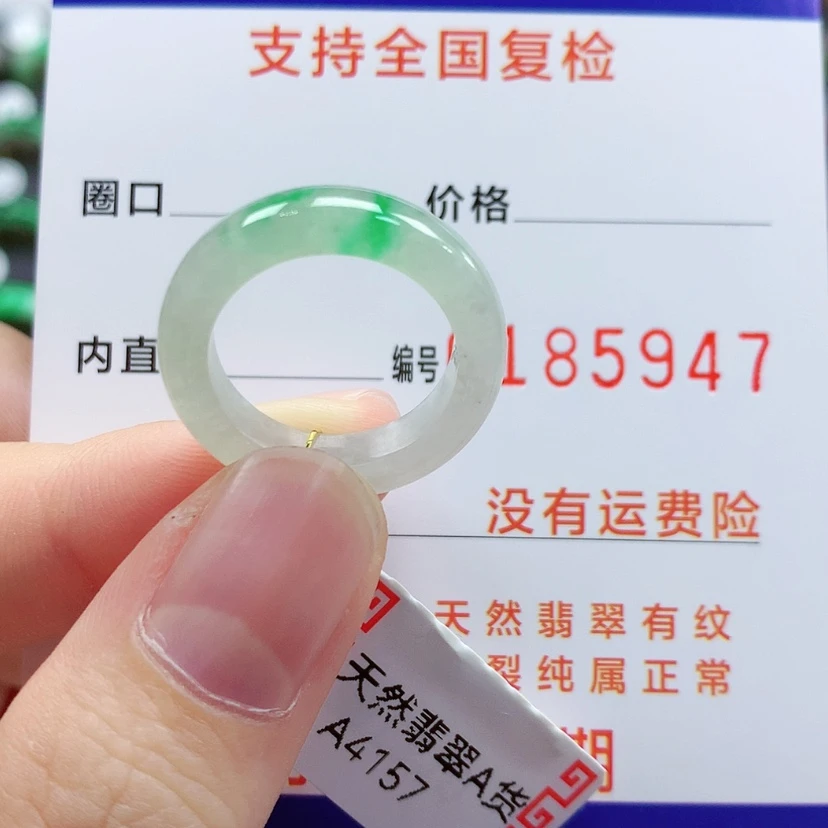 支持全国复检
圈口 价格
内直 编号 185947
没有运费险
天然翡翠有纹
裂纯属正常
天然翡翠A货
A4157